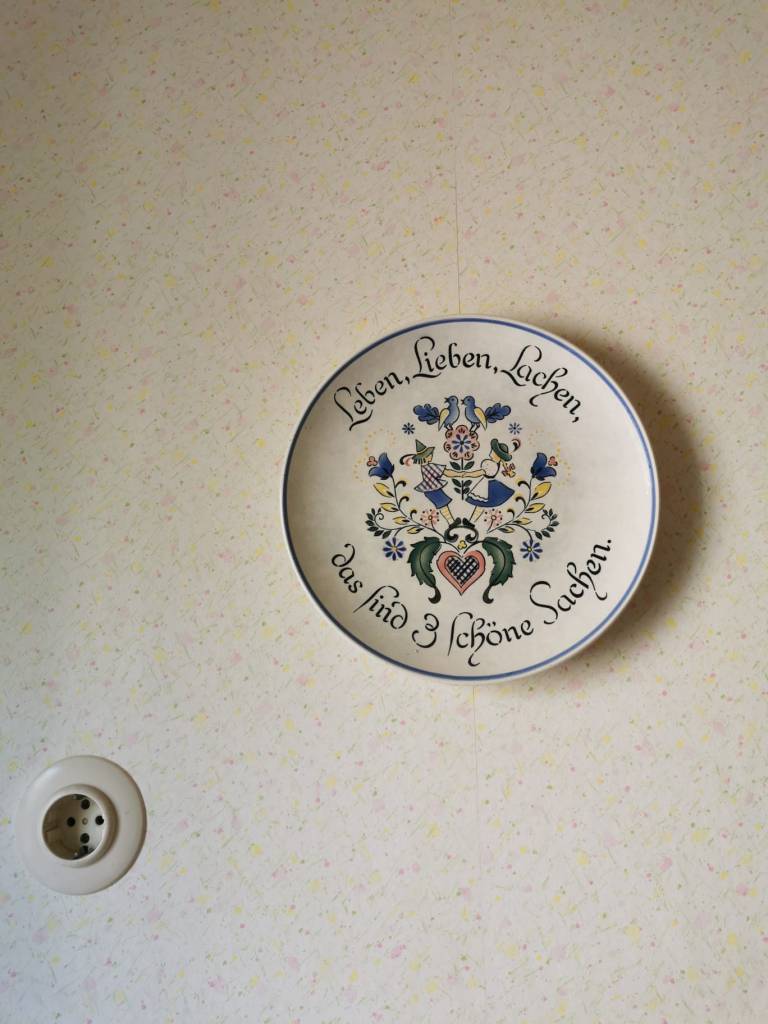 Leben, Lieben, Lachen,
das sind 3 schöne Sachen.